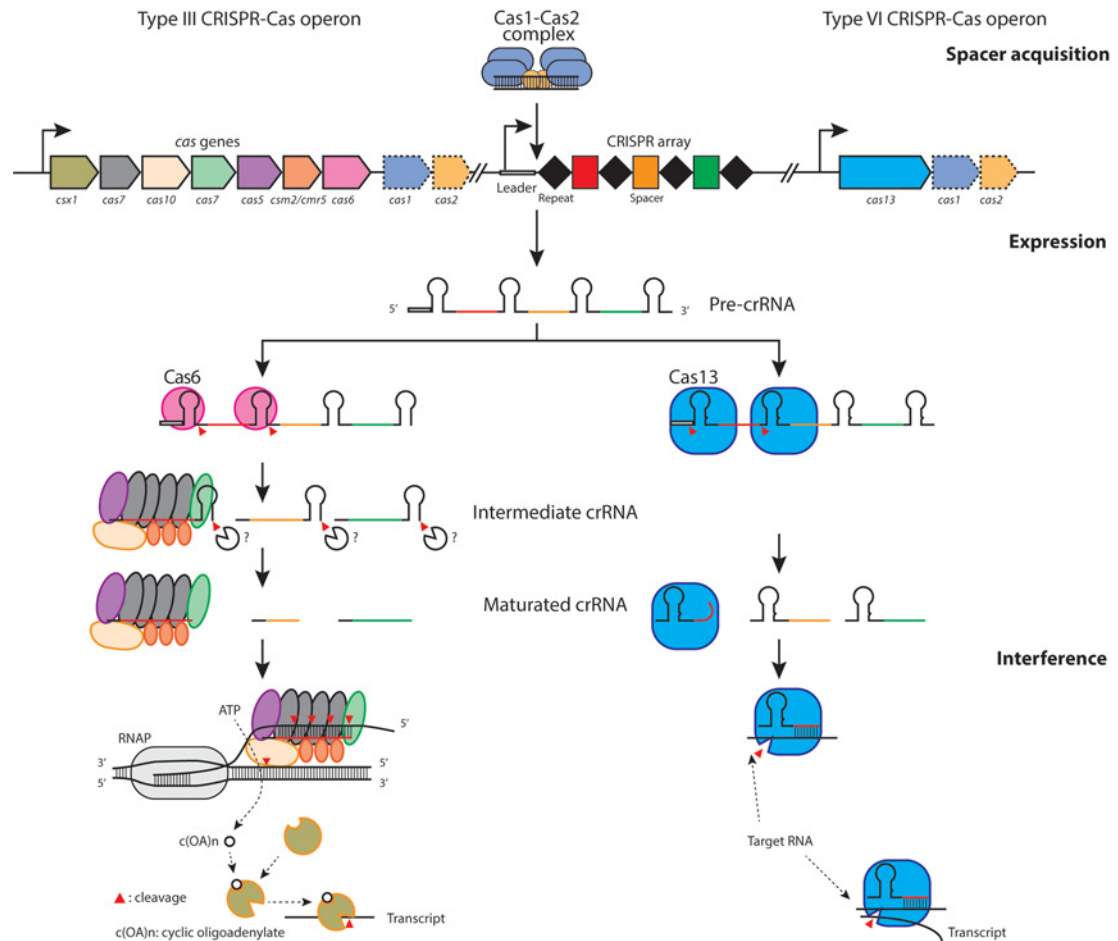 Type III CRISPR-Cas operon
Cas1-Cas2
complex
Type VI CRISPR-Cas operon
Spacer acquisition
cas genes
CRISPR array
Leader
Repeat
Spacer
csx1
cas7
cas10
cas7
cas5
csm2/cmr5
cas6
cas1
cas2
cas13
cas1
cas2
Expression
5′
3′
Pre-crRNA
Cas6
Cas13
Intermediate crRNA
?
?
?
Maturated crRNA
Interference
ATP
5′
RNAP
3′
5′
5′
3′
c(OA)n
Target RNA
: cleavage
Transcript
c(OA)n: cyclic oligoadenylate
Transcript